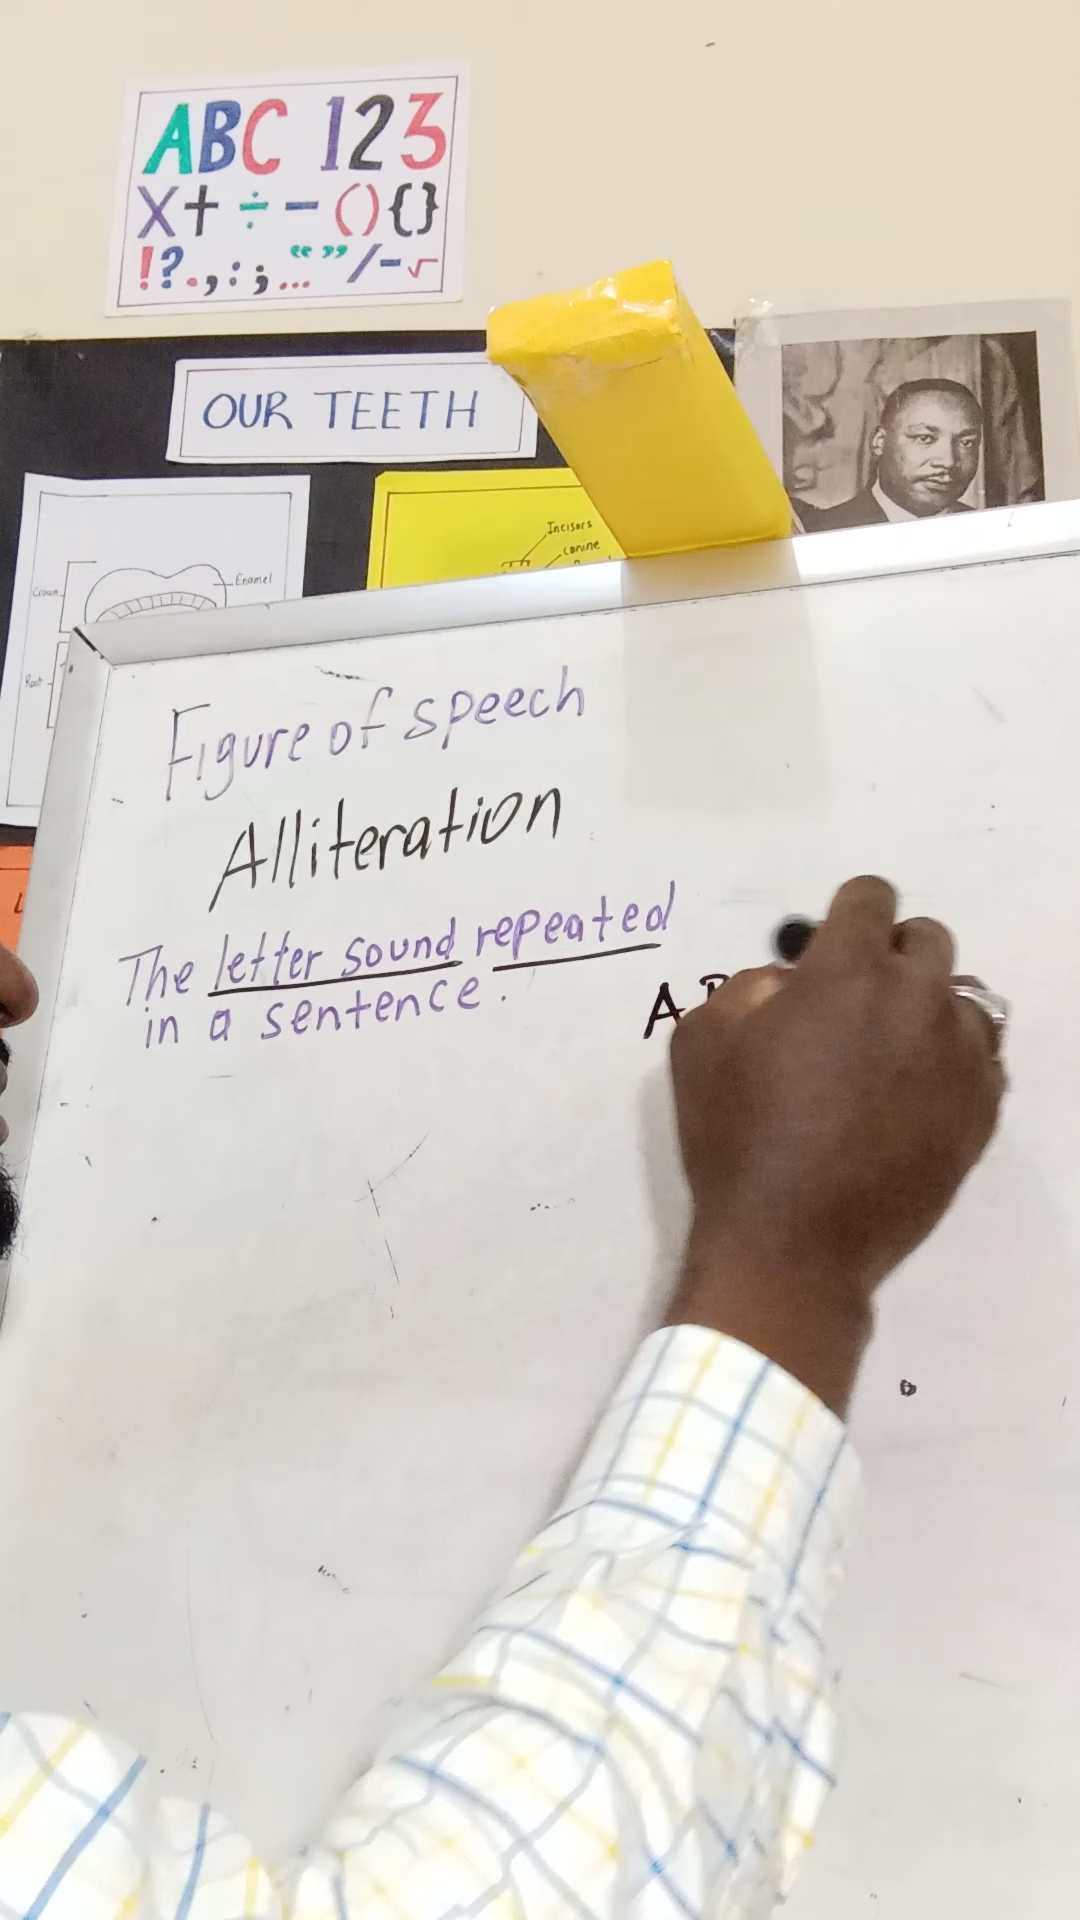 ABC 123
X + ÷ - () {}
!?.,:;... “ ” / - √
OUR TEETH
Incisors
canine
Crown
Enamel
Root
Figure of speech
Alliteration
The letter sound repeated
in a sentence.
A